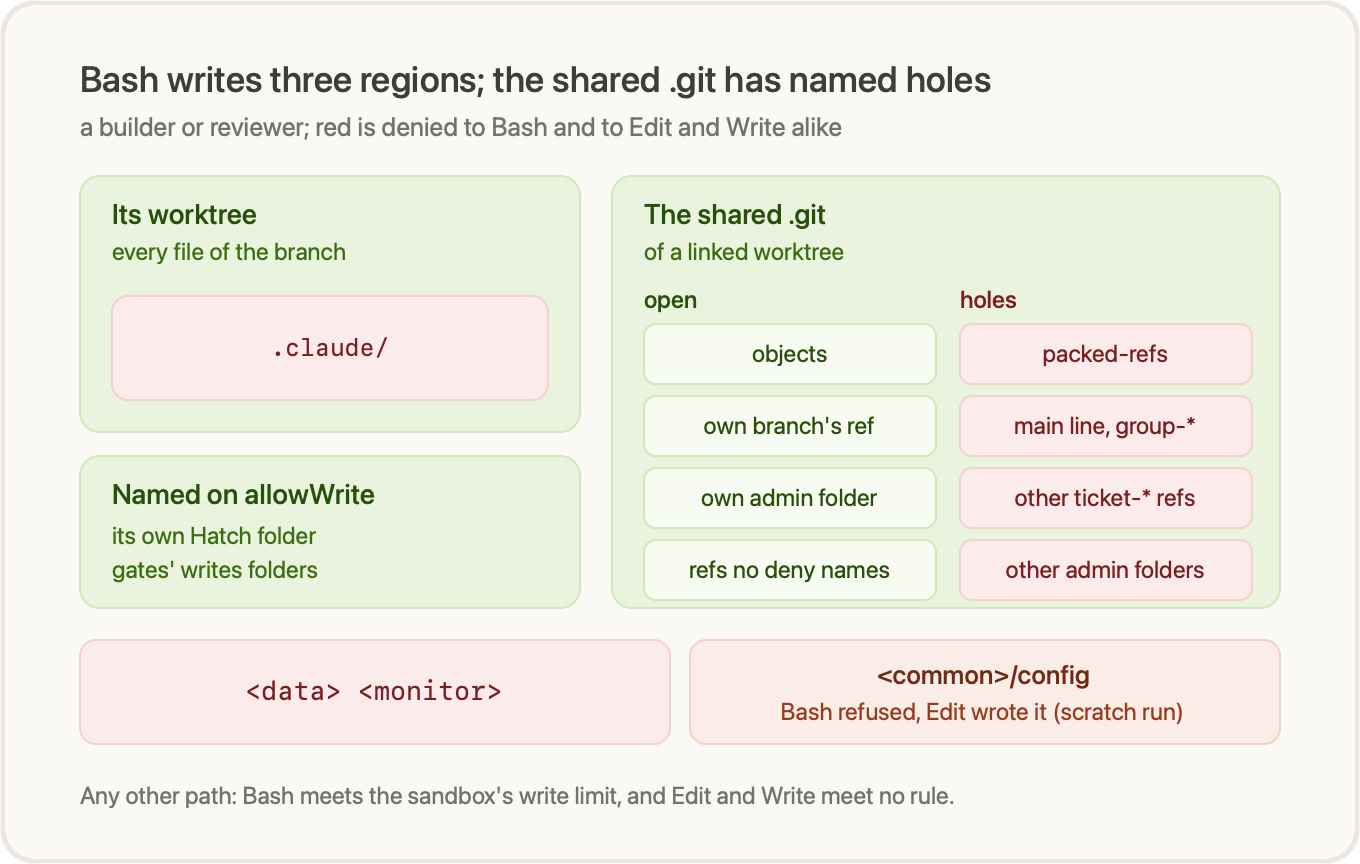 Bash writes three regions; the shared .git has named holes
a builder or reviewer; red is denied to Bash and to Edit and Write alike
Its worktree
every file of the branch
.claude/
Named on allowWrite
its own Hatch folder
gates' writes folders
The shared .git
of a linked worktree
open
objects
own branch's ref
own admin folder
refs no deny names
holes
packed-refs
main line, group-*
other ticket-* refs
other admin folders
<data> <monitor>
<common>/config
Bash refused, Edit wrote it (scratch run)
Any other path: Bash meets the sandbox's write limit, and Edit and Write meet no rule.